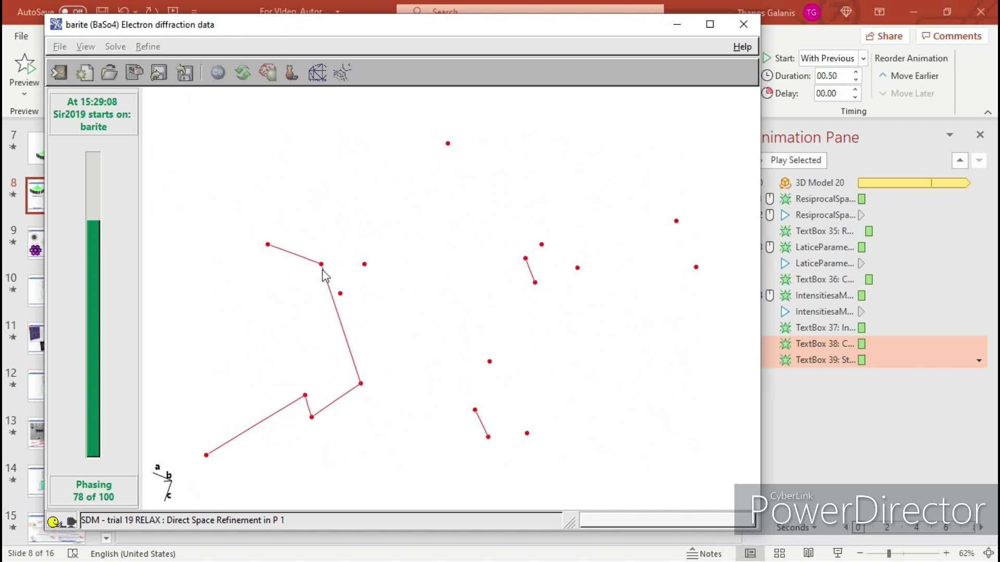 AutoSave Off For VIdeo_Autor Search Thanos Galanis TG
barite (BaSo4) Electron diffraction data
File
File View Solve Refine Help
Share Comments
Preview
Preview
Start: With Previous
Duration: 00.50
Delay: 00.00
Timing
Reorder Animation
Move Earlier
Move Later
At 15:29:08
Sir2019 starts on:
barite
Phasing
78 of 100
a
b
c
SDM - trial 19 RELAX : Direct Space Refinement in P 1
7
8
9
10
11
12
13
14
15
nimation Pane
Play Selected
3D Model 20
ResiprocalSpa...
ResiprocalSpa...
TextBox 35: R...
LaticeParame...
LaticeParame...
TextBox 36: C...
IntensitiesaM...
IntensitiesaM...
TextBox 37: In...
TextBox 38: C...
TextBox 39: St...
CyberLink
PowerDirector
Seconds 0 2 4 6
Slide 8 of 16 English (United States) Notes 62%